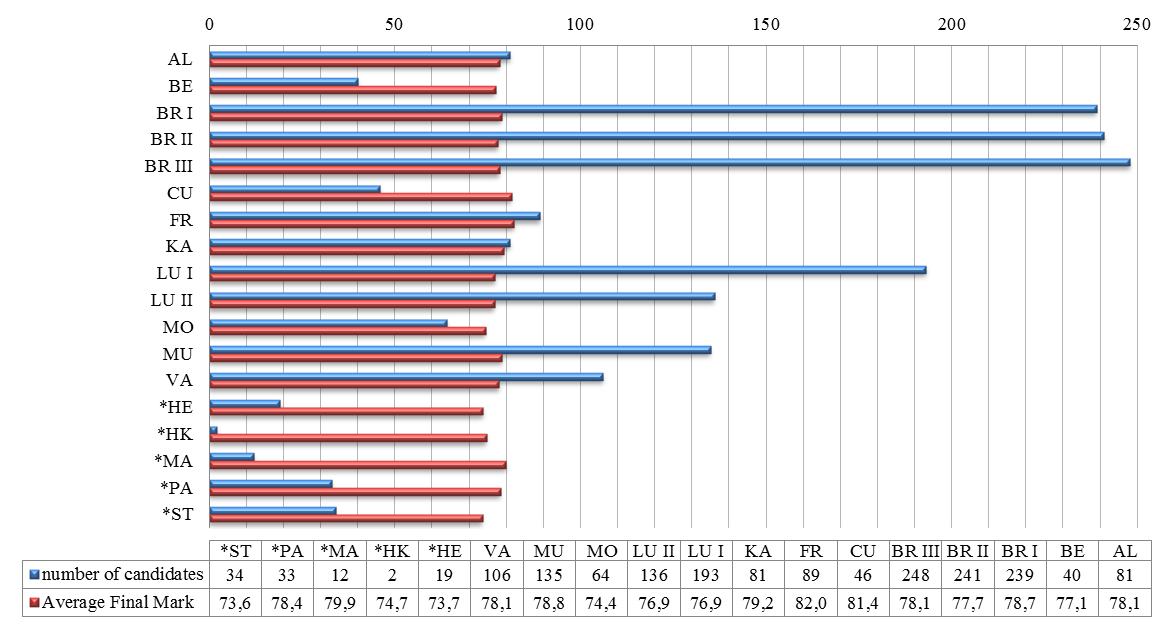 0 50 100 150 200 250
AL
BE
BR I
BR II
BR III
CU
FR
KA
LU I
LU II
MO
MU
VA
*HE
*HK
*MA
*PA
*ST
*ST *PA *MA *HK *HE VA MU MO LU II LU I KA FR CU BR III BR II BR I BE AL
number of candidates 34 33 12 2 19 106 135 64 136 193 81 89 46 248 241 239 40 81
Average Final Mark 73,6 78,4 79,9 74,7 73,7 78,1 78,8 74,4 76,9 76,9 79,2 82,0 81,4 78,1 77,7 78,7 77,1 78,1